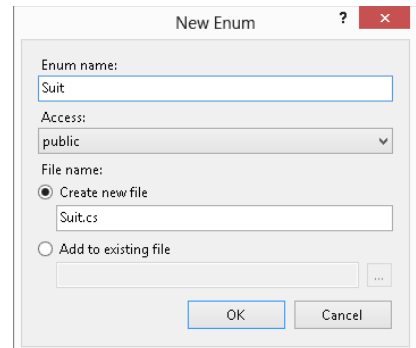 New Enum
?
×
Enum name:
Suit
Access:
public
File name:
Create new file
Suit.cs
Add to existing file
...
OK
Cancel